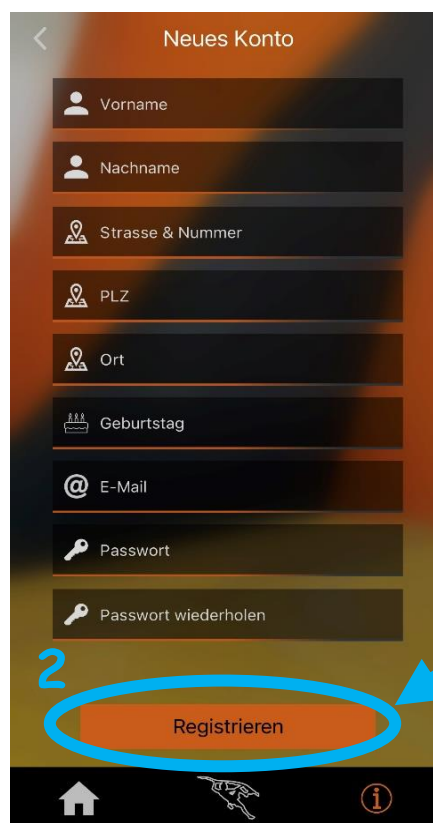 Neues Konto
Vorname
Nachname
Strasse & Nummer
PLZ
Ort
Geburtstag
@ E-Mail
Passwort
Passwort wiederholen
2
Registrieren
i